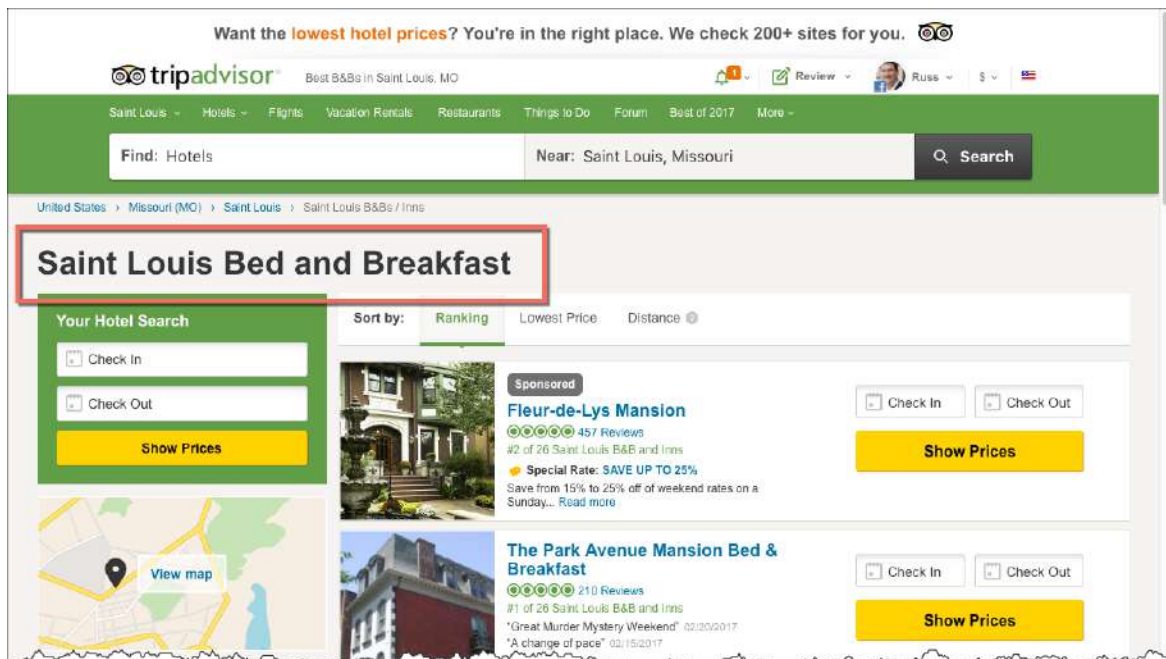 Want the lowest hotel prices? You're in the right place. We check 200+ sites for you.
tripadvisor®
Best B&Bs in Saint Louis, MO
1
Review
Russ
$
Saint Louis
Hotels
Flights
Vacation Rentals
Restaurants
Things to Do
Forum
Best of 2017
More
Find: Hotels
Near: Saint Louis, Missouri
Search
United States › Missouri (MO) › Saint Louis › Saint Louis B&Bs / Inns
Saint Louis Bed and Breakfast
Your Hotel Search
Check In
Check Out
Show Prices
View map
Sort by:
Ranking
Lowest Price
Distance
Sponsored
Fleur-de-Lys Mansion
457 Reviews
#2 of 26 Saint Louis B&B and Inns
Special Rate: SAVE UP TO 25%
Save from 15% to 25% off of weekend rates on a
Sunday... Read more
Check In
Check Out
Show Prices
The Park Avenue Mansion Bed &
Breakfast
210 Reviews
#1 of 26 Saint Louis B&B and Inns
"Great Murder Mystery Weekend" 02/20/2017
"A change of pace" 02/15/2017
Check In
Check Out
Show Prices